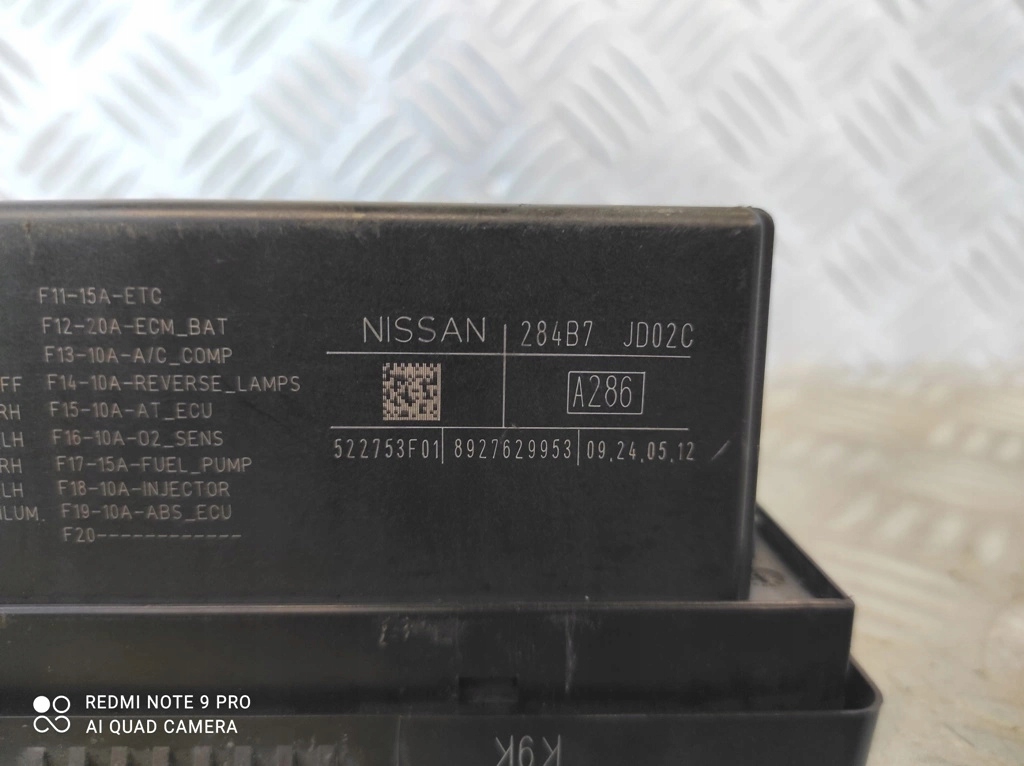 F11-15A-ETC
F12-20A-ECM_BAT
F13-10A-A/C_COMP
FF F14-10A-REVERSE_LAMPS
RH F15-10A-AT_ECU
LH F16-10A-O2_SENS
RH F17-15A-FUEL_PUMP
LH F18-10A-INJECTOR
ILUM. F19-10A-ABS_ECU
F20------------
NISSAN 284B7 JD02C
A286
522753F01 8927629953 09,24,05,12
K9K
REDMI NOTE 9 PRO
AI QUAD CAMERA